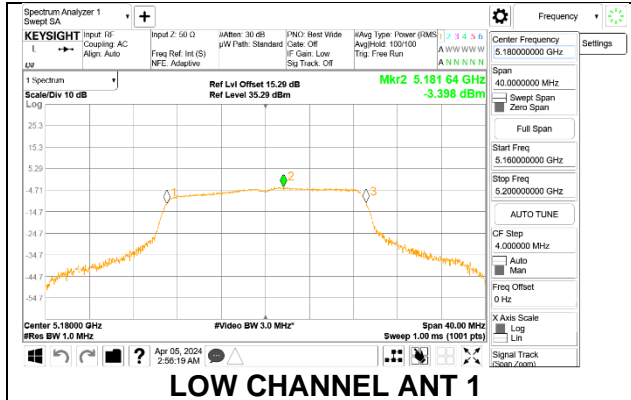 Spectrum Analyzer 1
Swept SA
+
Frequency
KEYSIGHT
L
Input: RF
Coupling: AC
Align: Auto
Input Z: 50 Ω
Freq Ref: Int (S)
NFE: Adaptive
#Atten: 30 dB
µW Path: Standard
PNO: Best Wide
Gate: Off
IF Gain: Low
Sig Track: Off
#Avg Type: Power (RMS
Avg|Hold: 100/100
Trig: Free Run
1 2 3 4 5 6
A W W W W W
A N N N N N
Center Frequency
5.180000000 GHz
Settings
Span
40.0000000 MHz
Swept Span
Zero Span
Full Span
Start Freq
5.160000000 GHz
Stop Freq
5.200000000 GHz
AUTO TUNE
CF Step
4.000000 MHz
Auto
Man
Freq Offset
0 Hz
X Axis Scale
Log
Lin
Signal Track
(Span Zoom)
1 Spectrum
Scale/Div 10 dB
Log
Ref Lvl Offset 15.29 dB
Ref Level 35.29 dBm
Mkr2 5.181 64 GHz
-3.398 dBm
25.3
15.3
5.29
-4.71
-14.7
-24.7
-34.7
-44.7
-54.7
1
2
3
Center 5.18000 GHz
#Res BW 1.0 MHz
#Video BW 3.0 MHz*
Span 40.00 MHz
Sweep 1.00 ms (1001 pts)
?
Apr 05, 2024
2:56:19 AM
LOW CHANNEL ANT 1